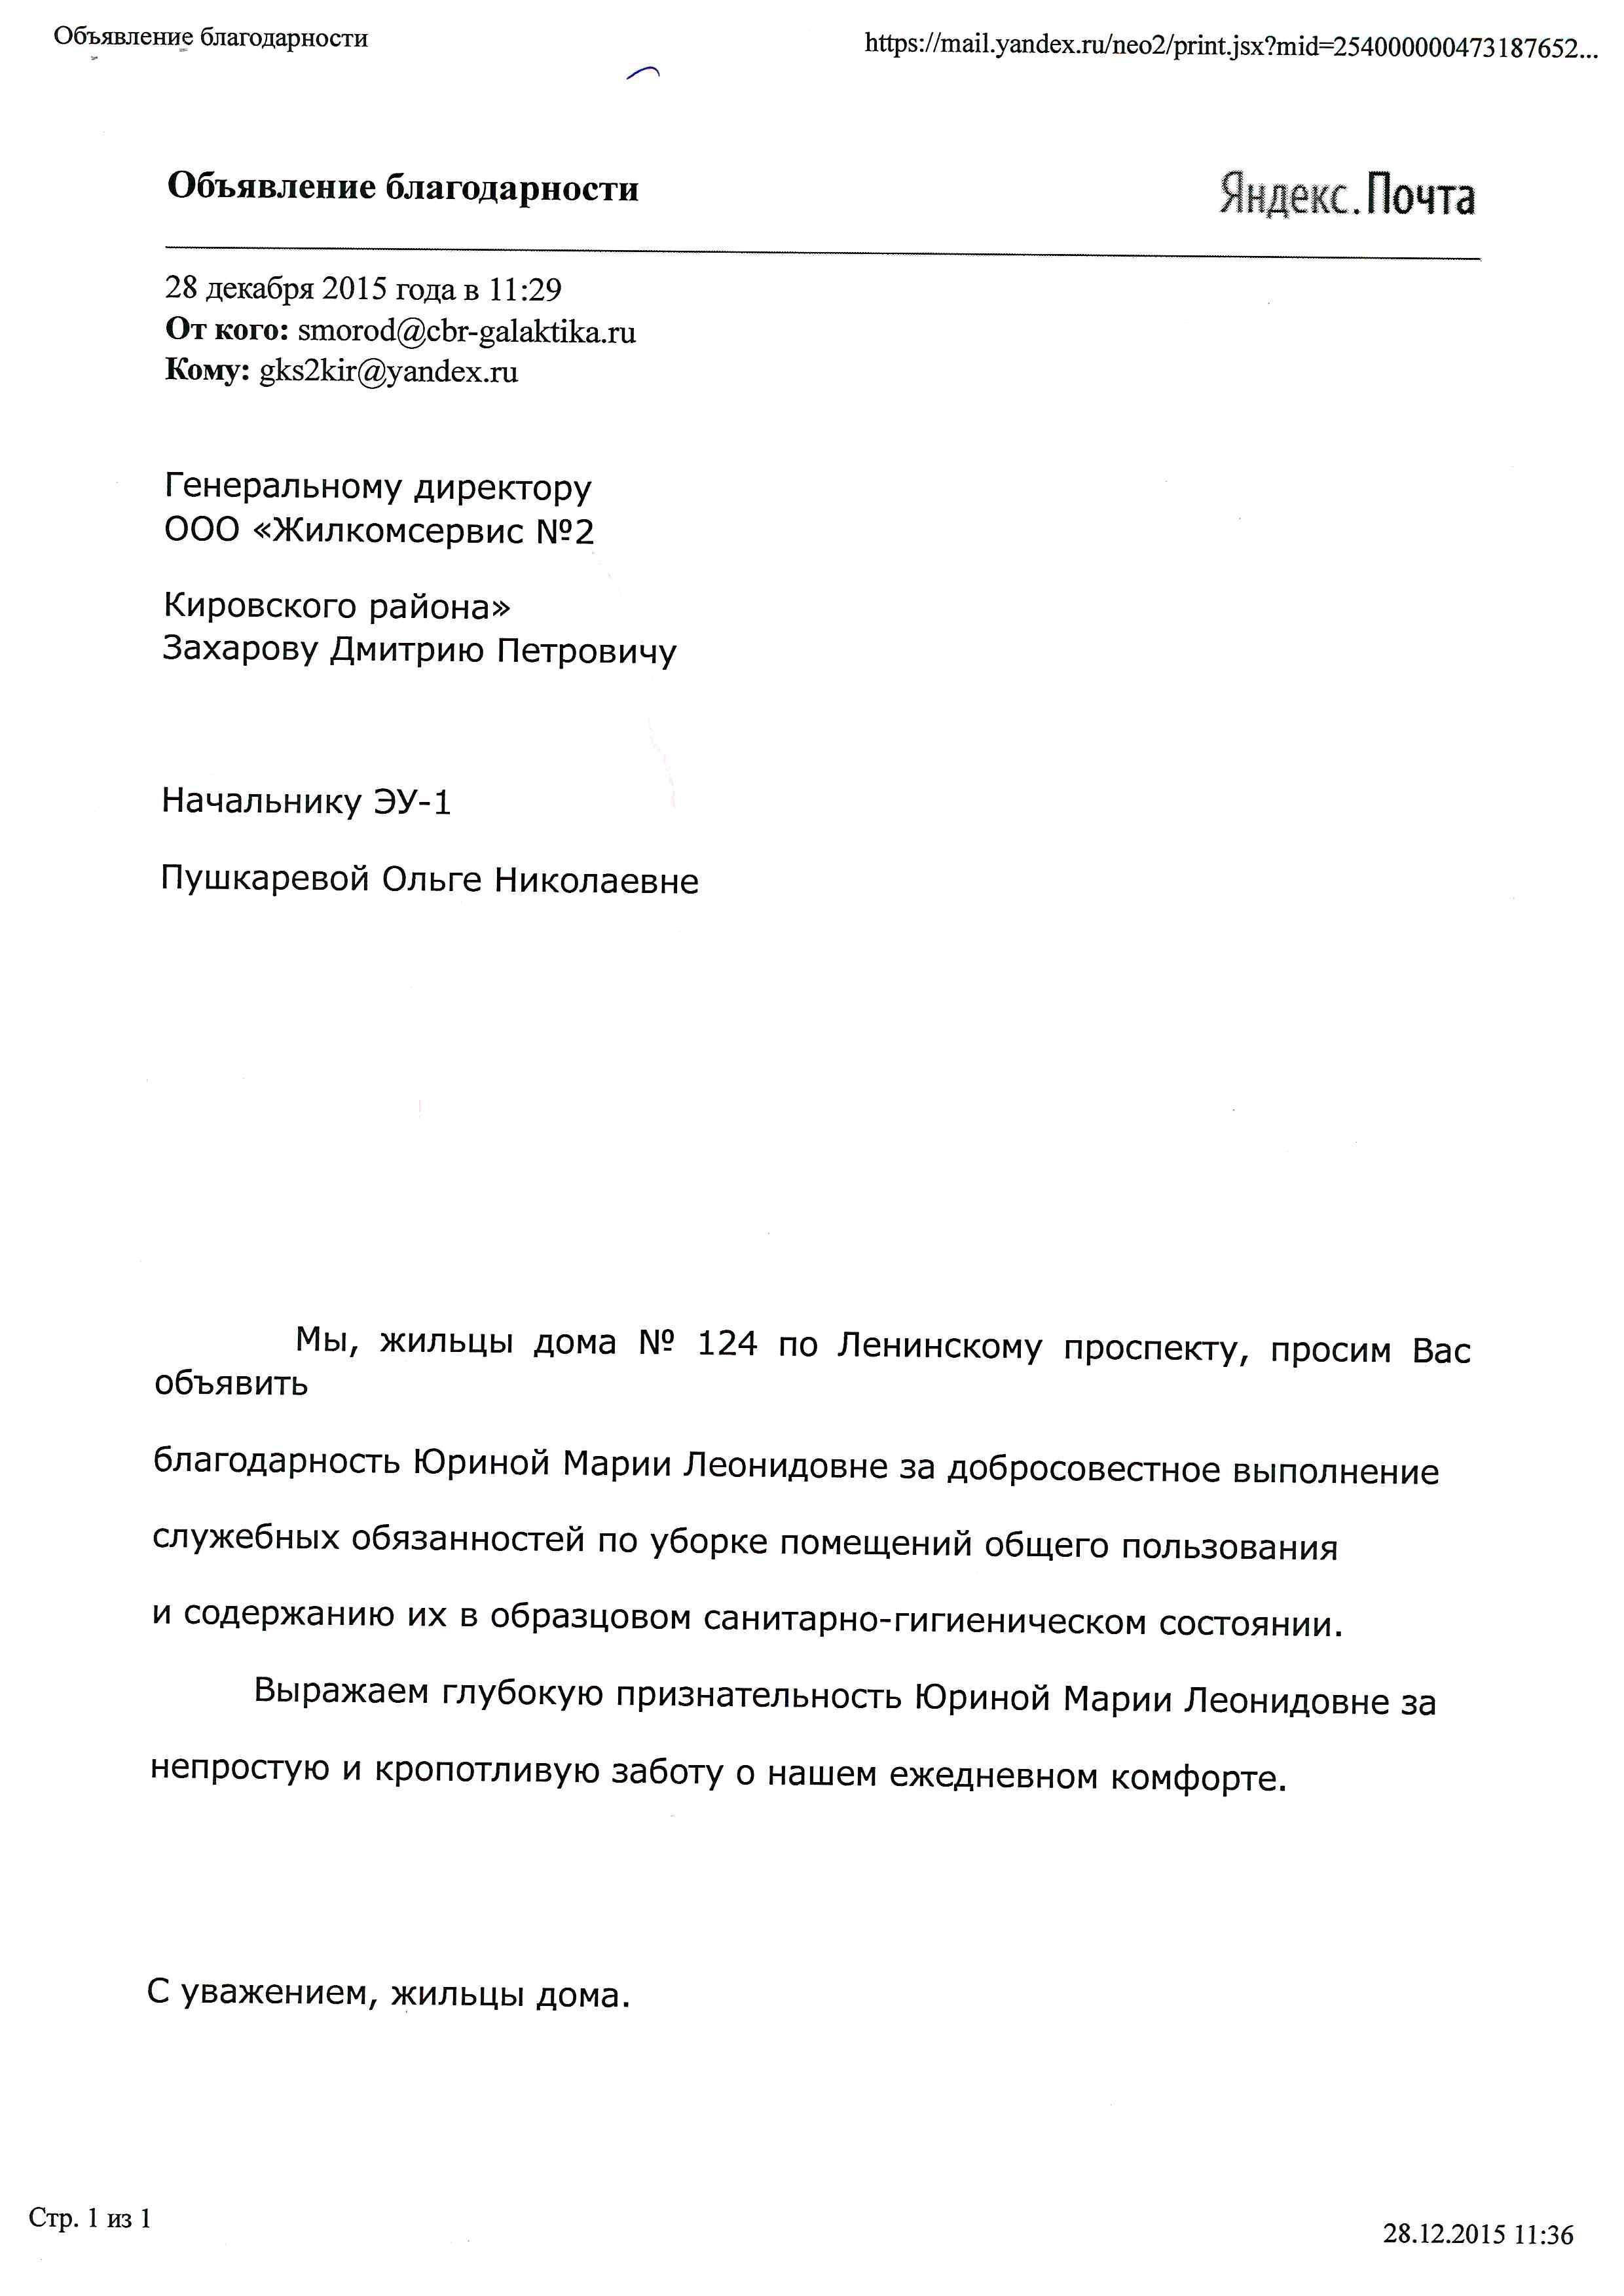 Объявление благодарности
https://mail.yandex.ru/neo2/print.jsx?mid=254000000473187652...
Объявление благодарности
Яндекс.Почта
28 декабря 2015 года в 11:29
От кого: smorod@cbr-galaktika.ru
Кому: gks2kir@yandex.ru
Генеральному директору
ООО «Жилкомсервис №2
Кировского района»
Захарову Дмитрию Петровичу
Начальнику ЭУ-1
Пушкаревой Ольге Николаевне
Мы, жильцы дома № 124 по Ленинскому проспекту, просим Вас
объявить
благодарность Юриной Марии Леонидовне за добросовестное выполнение
служебных обязанностей по уборке помещений общего пользования
и содержанию их в образцовом санитарно-гигиеническом состоянии.
Выражаем глубокую признательность Юриной Марии Леонидовне за
непростую и кропотливую заботу о нашем ежедневном комфорте.
С уважением, жильцы дома.
Стр. 1 из 1
28.12.2015 11:36